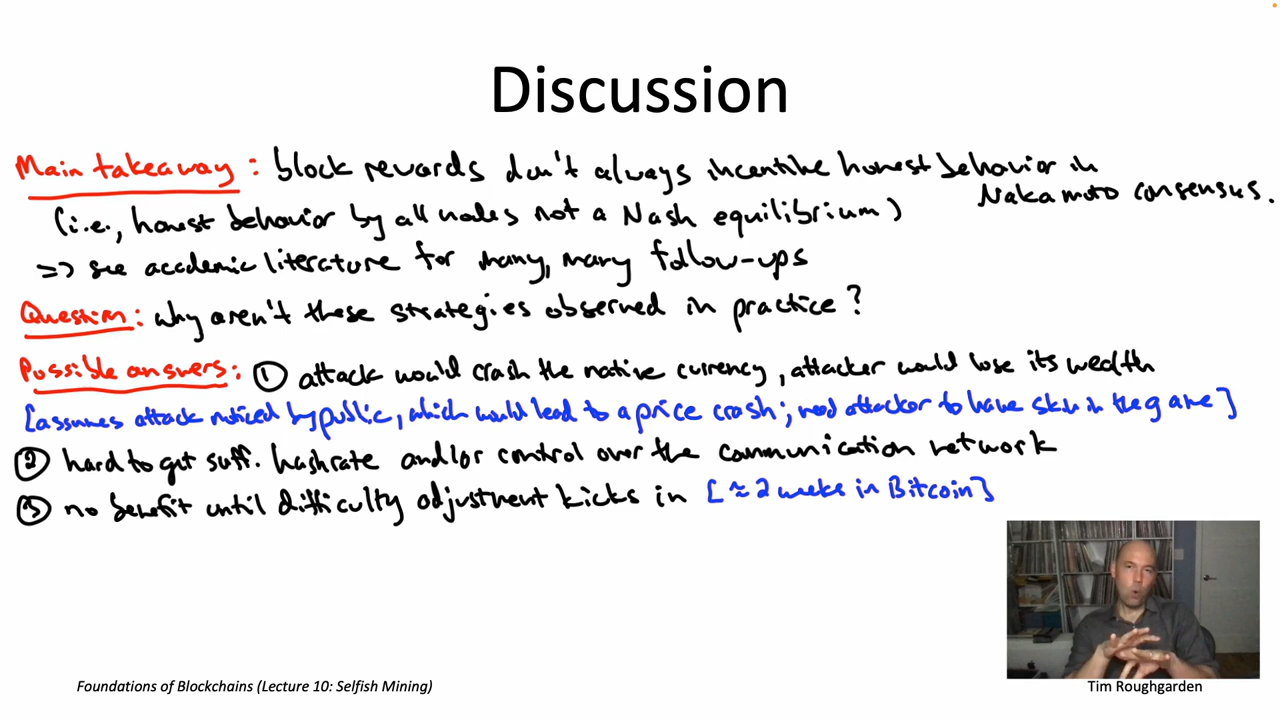 Discussion
Main takeaway: block rewards don't always incentive honest behavior in
Nakamoto consensus.
(i.e., honest behavior by all nodes not a Nash equilibrium)
=> see academic literature for many, many follow-ups
Question: why aren't these strategies observed in practice?
Possible answers: ① attack would crash the native currency, attacker would lose its wealth
[assumes attack noticed by public, which would lead to a price crash; need attacker to have skin in the game]
② hard to get suff. hashrate and/or control over the communication network
③ no benefit until difficulty adjustment kicks in [≈2 weeks in Bitcoin]
Foundations of Blockchains (Lecture 10: Selfish Mining)
Tim Roughgarden